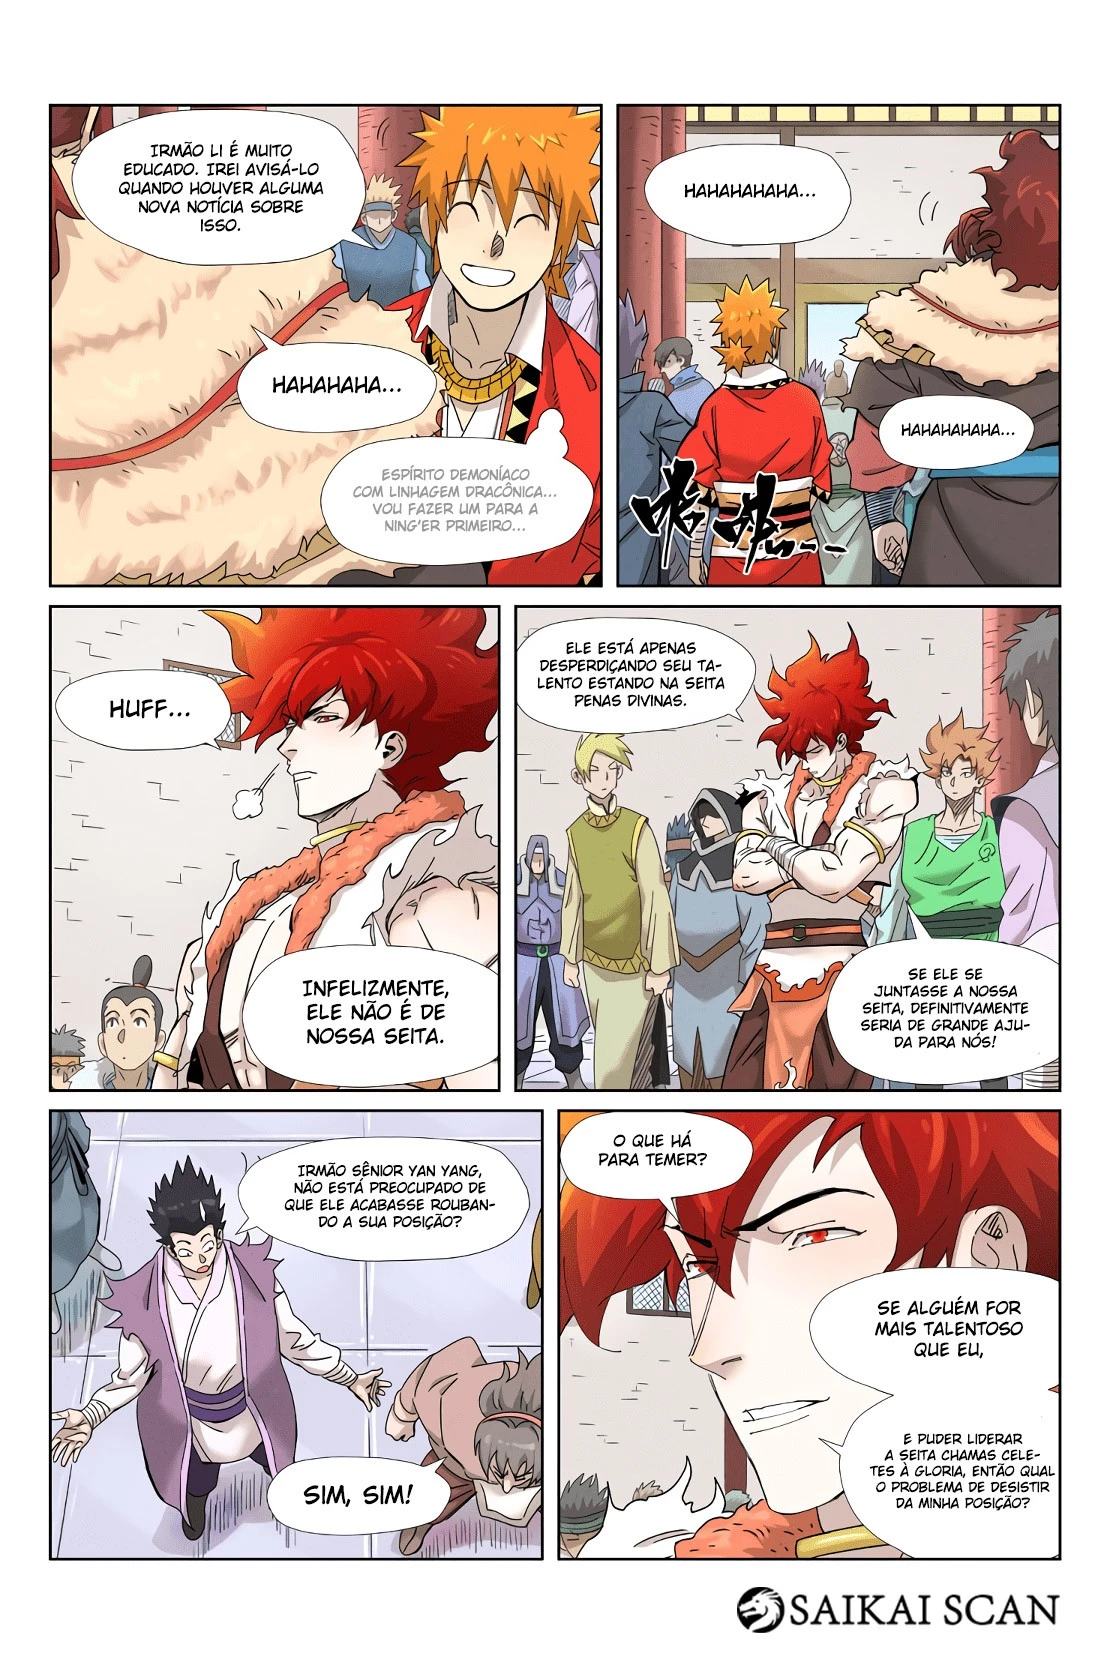 IRMÃO LI É MUITO
EDUCADO. IREI AVISÁ-LO
QUANDO HOUVER ALGUMA
NOVA NOTÍCIA SOBRE
ISSO.
HAHAHAHA...
ESPÍRITO DEMONÍACO
COM LINHAGEM DRACÔNICA...
VOU FAZER UM PARA A
NING'ER PRIMEIRO...
HAHAHAHAHA...
HAHAHAHAHA...
HUFF...
INFELIZMENTE,
ELE NÃO É DE
NOSSA SEITA.
ELE ESTÁ APENAS
DESPERDIÇANDO SEU TA-
LENTO ESTANDO NA SEITA
PENAS DIVINAS.
SE ELE SE
JUNTASSE A NOSSA
SEITA, DEFINITIVAMENTE
SERIA DE GRANDE AJU-
DA PARA NÓS!
IRMÃO SÊNIOR YAN YANG,
NÃO ESTÁ PREOCUPADO DE
QUE ELE ACABASSE ROUBAN-
DO A SUA POSIÇÃO?
SIM, SIM!
O QUE HÁ
PARA TEMER?
SE ALGUÉM FOR
MAIS TALENTOSO
QUE EU,
E PUDER LIDERAR
A SEITA CHAMAS CELE-
TES À GLORIA, ENTÃO QUAL
O PROBLEMA DE DESISTIR
DA MINHA POSIÇÃO?
SAIKAI SCAN